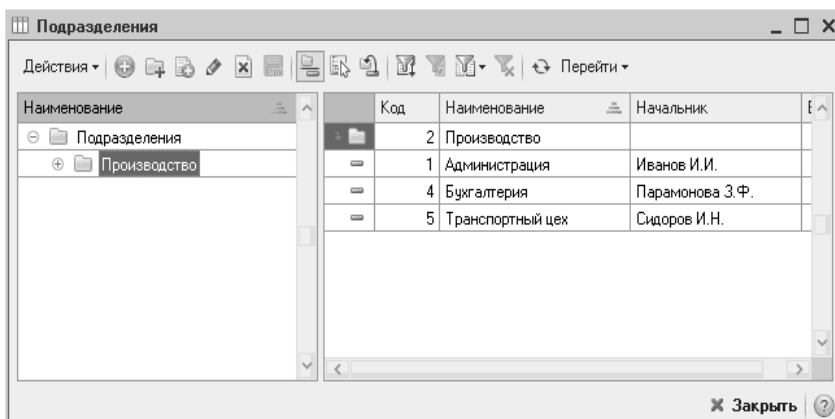 Подразделения
Действия Перейти
Наименование
Подразделения
Производство
Код Наименование Начальник
2 Производство
1 Администрация Иванов И.И.
4 Бухгалтерия Парамонова З.Ф.
5 Транспортный цех Сидоров И.Н.
Закрыть ?